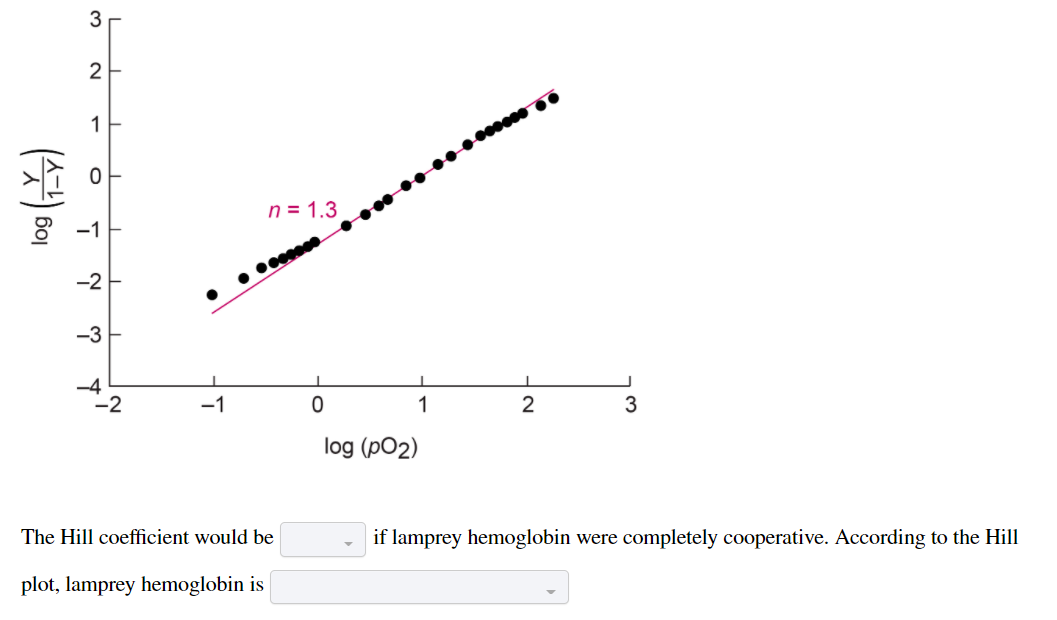 3
2
1
0
–1
–2
–3
–4
log (Y/1–Y)
n = 1.3
–2 –1 0 1 2 3
log (pO2)
The Hill coefficient would be if lamprey hemoglobin were completely cooperative. According to the Hill
plot, lamprey hemoglobin is